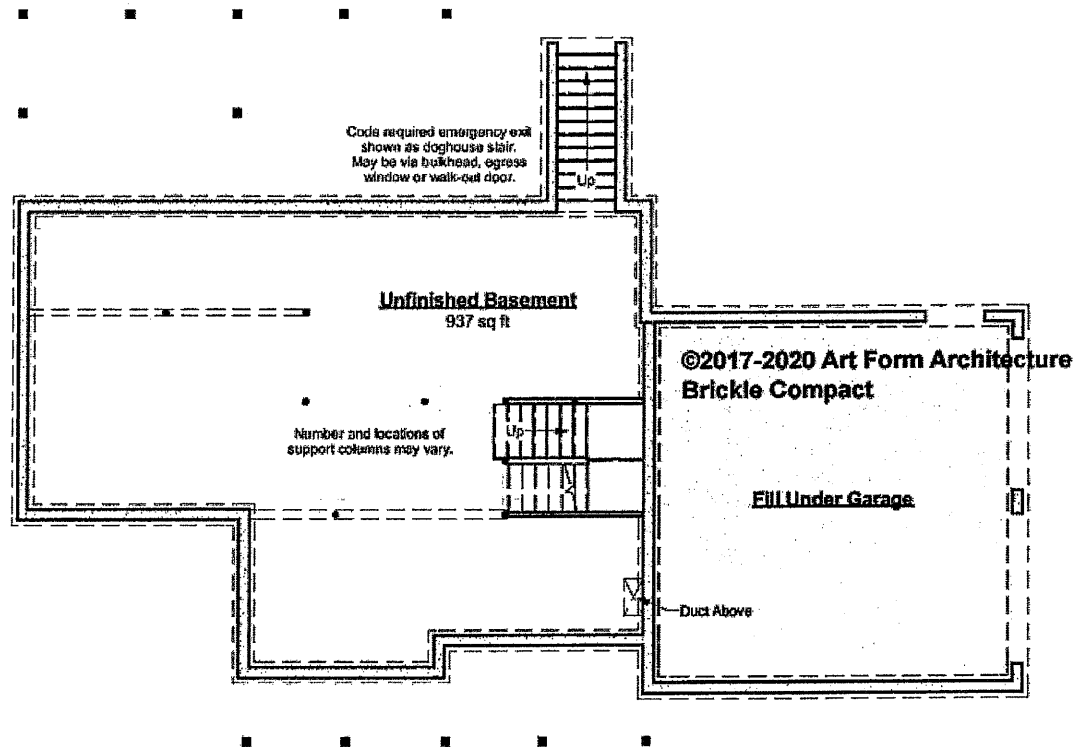 Code required emergency exit
shown as doghouse stair.
May be via bulkhead, egress
window or walk-out door.
Up
Unfinished Basement
937 sq ft
©2017-2020 Art Form Architecture
Brickle Compact
Up
Number and locations of
support columns may vary.
Fill Under Garage
Duct Above